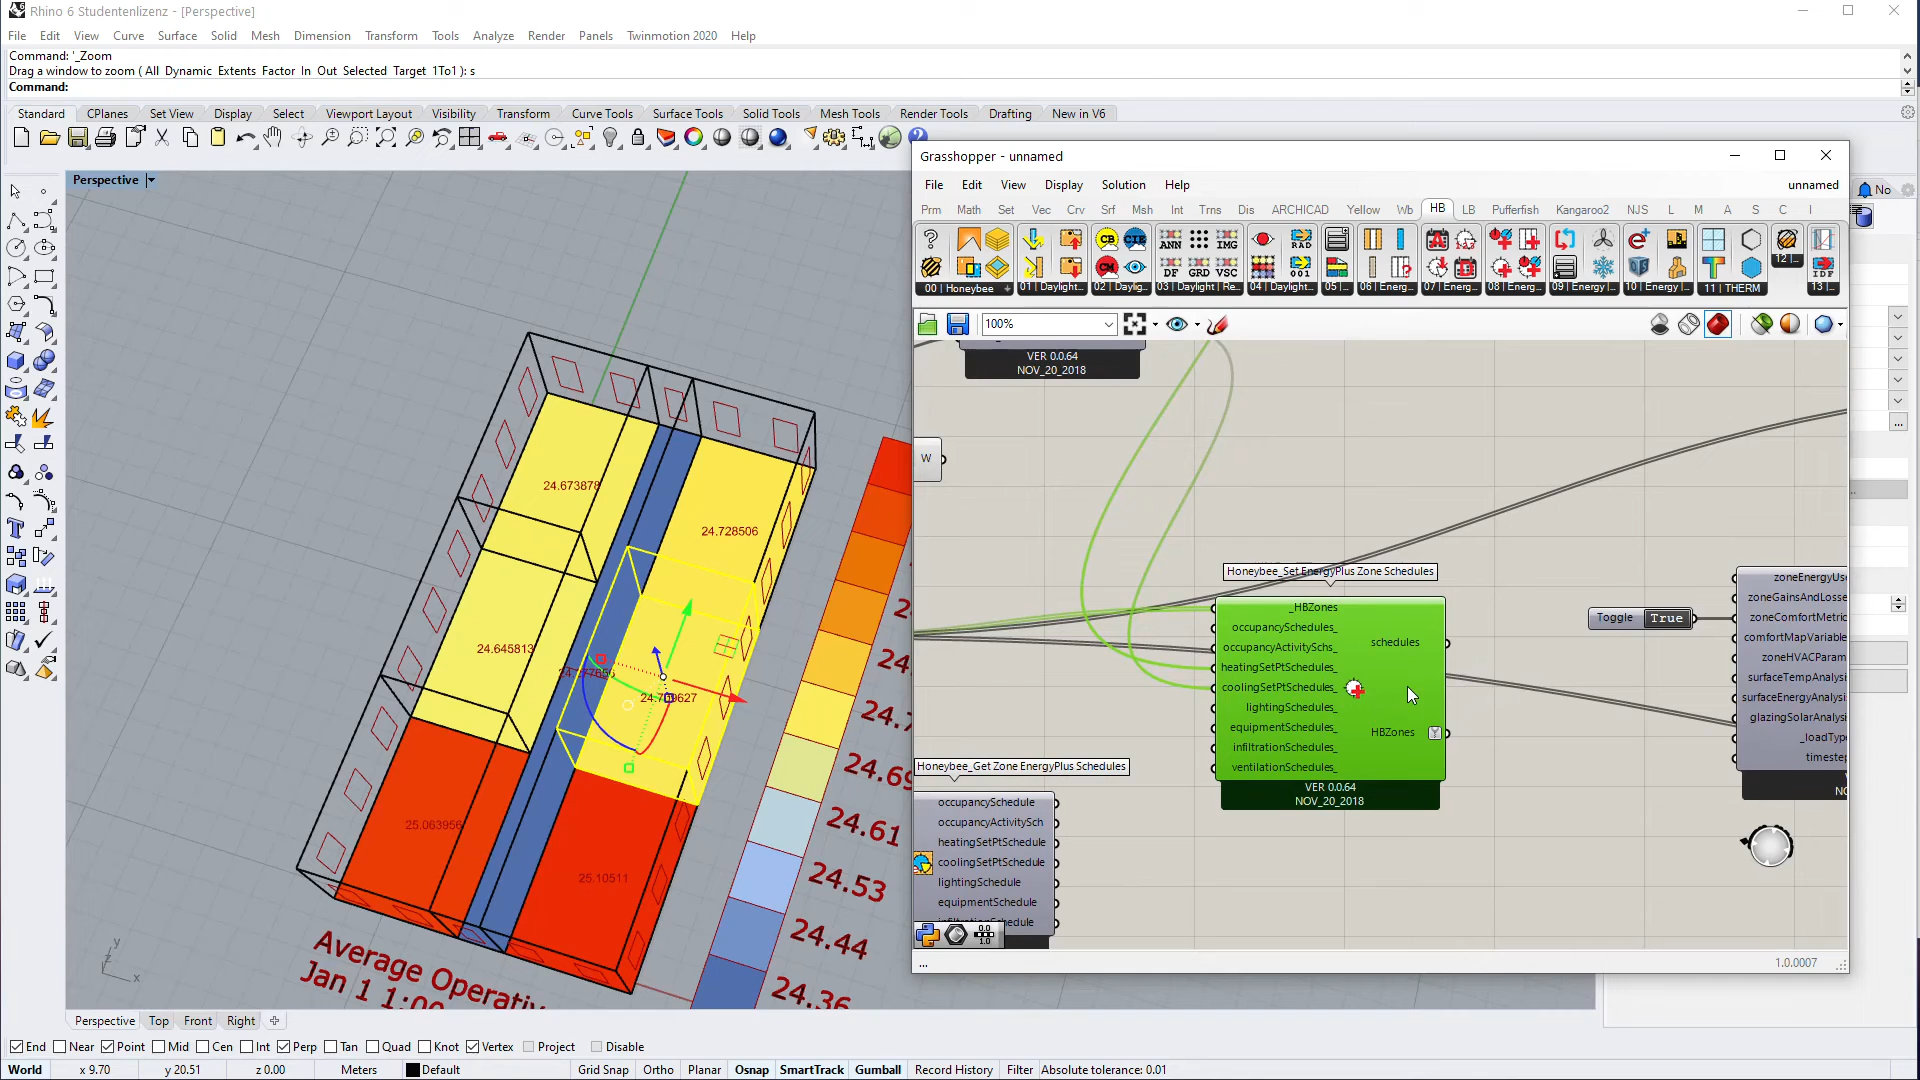 Rhino 6 Studentenlizenz - [Perspective]
File Edit View Curve Surface Solid Mesh Dimension Transform Tools Analyze Render Panels Twinmotion 2020 Help
Command: '_Zoom
Drag a window to zoom ( All Dynamic Extents Factor In Out Selected Target 1To1 ): s
Command:
Standard CPlanes Set View Display Select Viewport Layout Visibility Transform Curve Tools Surface Tools Solid Tools Mesh Tools Render Tools Drafting New in V6
Perspective
No
Grasshopper - unnamed
File Edit View Display Solution Help unnamed
Prm Math Set Vec Crv Srf Msh Int Trns Dis ARCHICAD Yellow Wb HB LB Pufferfish Kangaroo2 NJS L M A S C I
00 | Honeybee 01 | Daylight... 02 | Daylig... 03 | Daylight | Re... 04 | Daylight... 05 |... 06 | Energ... 07 | Energ... 08 | Energ... 09 | Energy |... 10 | Energy |... 11 | THERM 12 |... 13 |...
100%
VER 0.0.64
NOV_20_2018
W
Honeybee_Set EnergyPlus Zone Schedules
_HBZones
occupancySchedules_
occupancyActivitySchs_
heatingSetPtSchedules_
coolingSetPtSchedules_
lightingSchedules_
equipmentSchedules_
infiltrationSchedules_
ventilationSchedules_
schedules
HBZones
VER 0.0.64
NOV_20_2018
Toggle True
zoneEnergyUse
zoneGainsAndLosse
zoneComfortMetric
comfortMapVariable
zoneHVACParam
surfaceTempAnalysi
surfaceEnergyAnalysi
glazingSolarAnalysi
_loadType
timestep
Honeybee_Get Zone EnergyPlus Schedules
occupancySchedule
occupancyActivitySch
heatingSetPtSchedule
coolingSetPtSchedule
lightingSchedule
equipmentSchedule
1.0.0007
24.673878
24.728506
24.645813
25.063956
25.10511
24.61
24.53
24.44
24.36
Average Operativ
Jan 1 1:00
y
x
Perspective Top Front Right
End Near Point Mid Cen Int Perp Tan Quad Knot Vertex Project Disable
World x 9.70 y 20.51 z 0.00 Meters Default Grid Snap Ortho Planar Osnap SmartTrack Gumball Record History Filter Absolute tolerance: 0.01